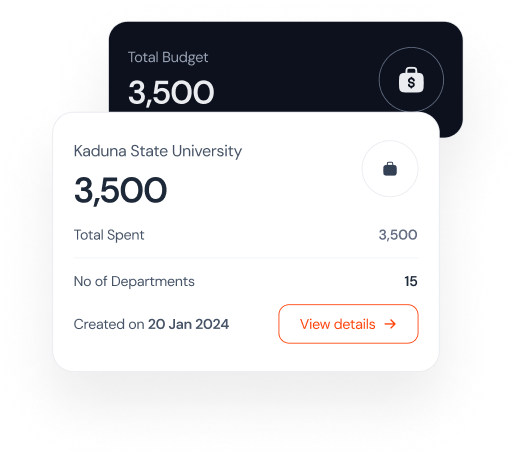 Total Budget
3,500
Kaduna State University
3,500
Total Spent 3,500
No of Departments 15
Created on 20 Jan 2024 View details →